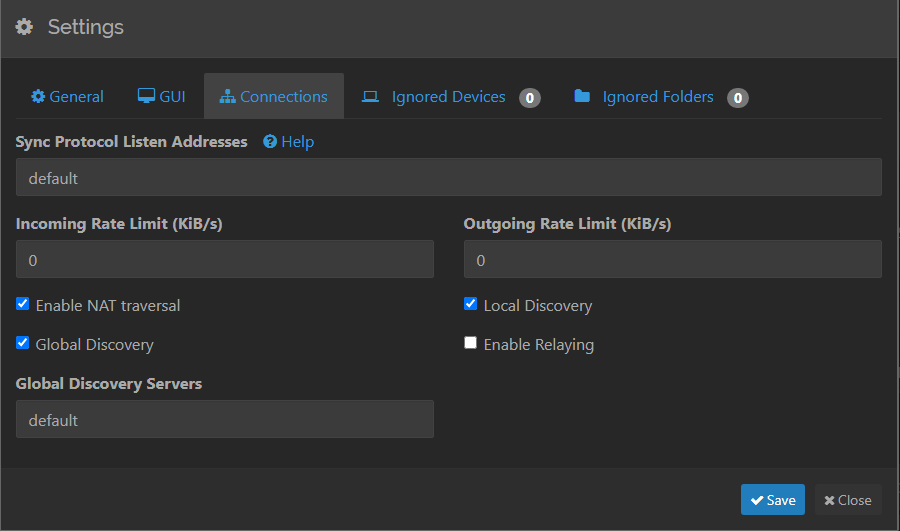 Settings
General GUI Connections Ignored Devices 0 Ignored Folders 0
Sync Protocol Listen Addresses Help
default
Incoming Rate Limit (KiB/s) Outgoing Rate Limit (KiB/s)
0 0
Enable NAT traversal Local Discovery
Global Discovery Enable Relaying
Global Discovery Servers
default
Save Close